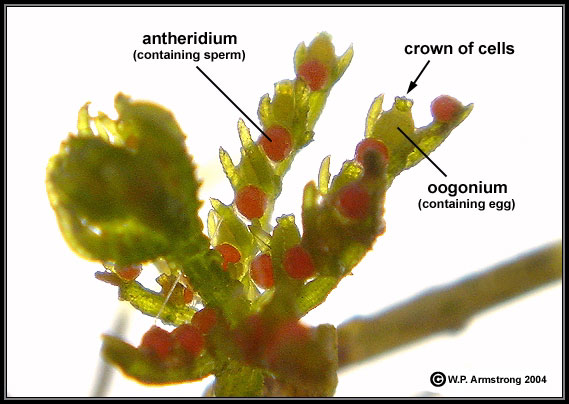 antheridium
(containing sperm)
crown of cells
oogonium
(containing egg)
©W.P. Armstrong 2004